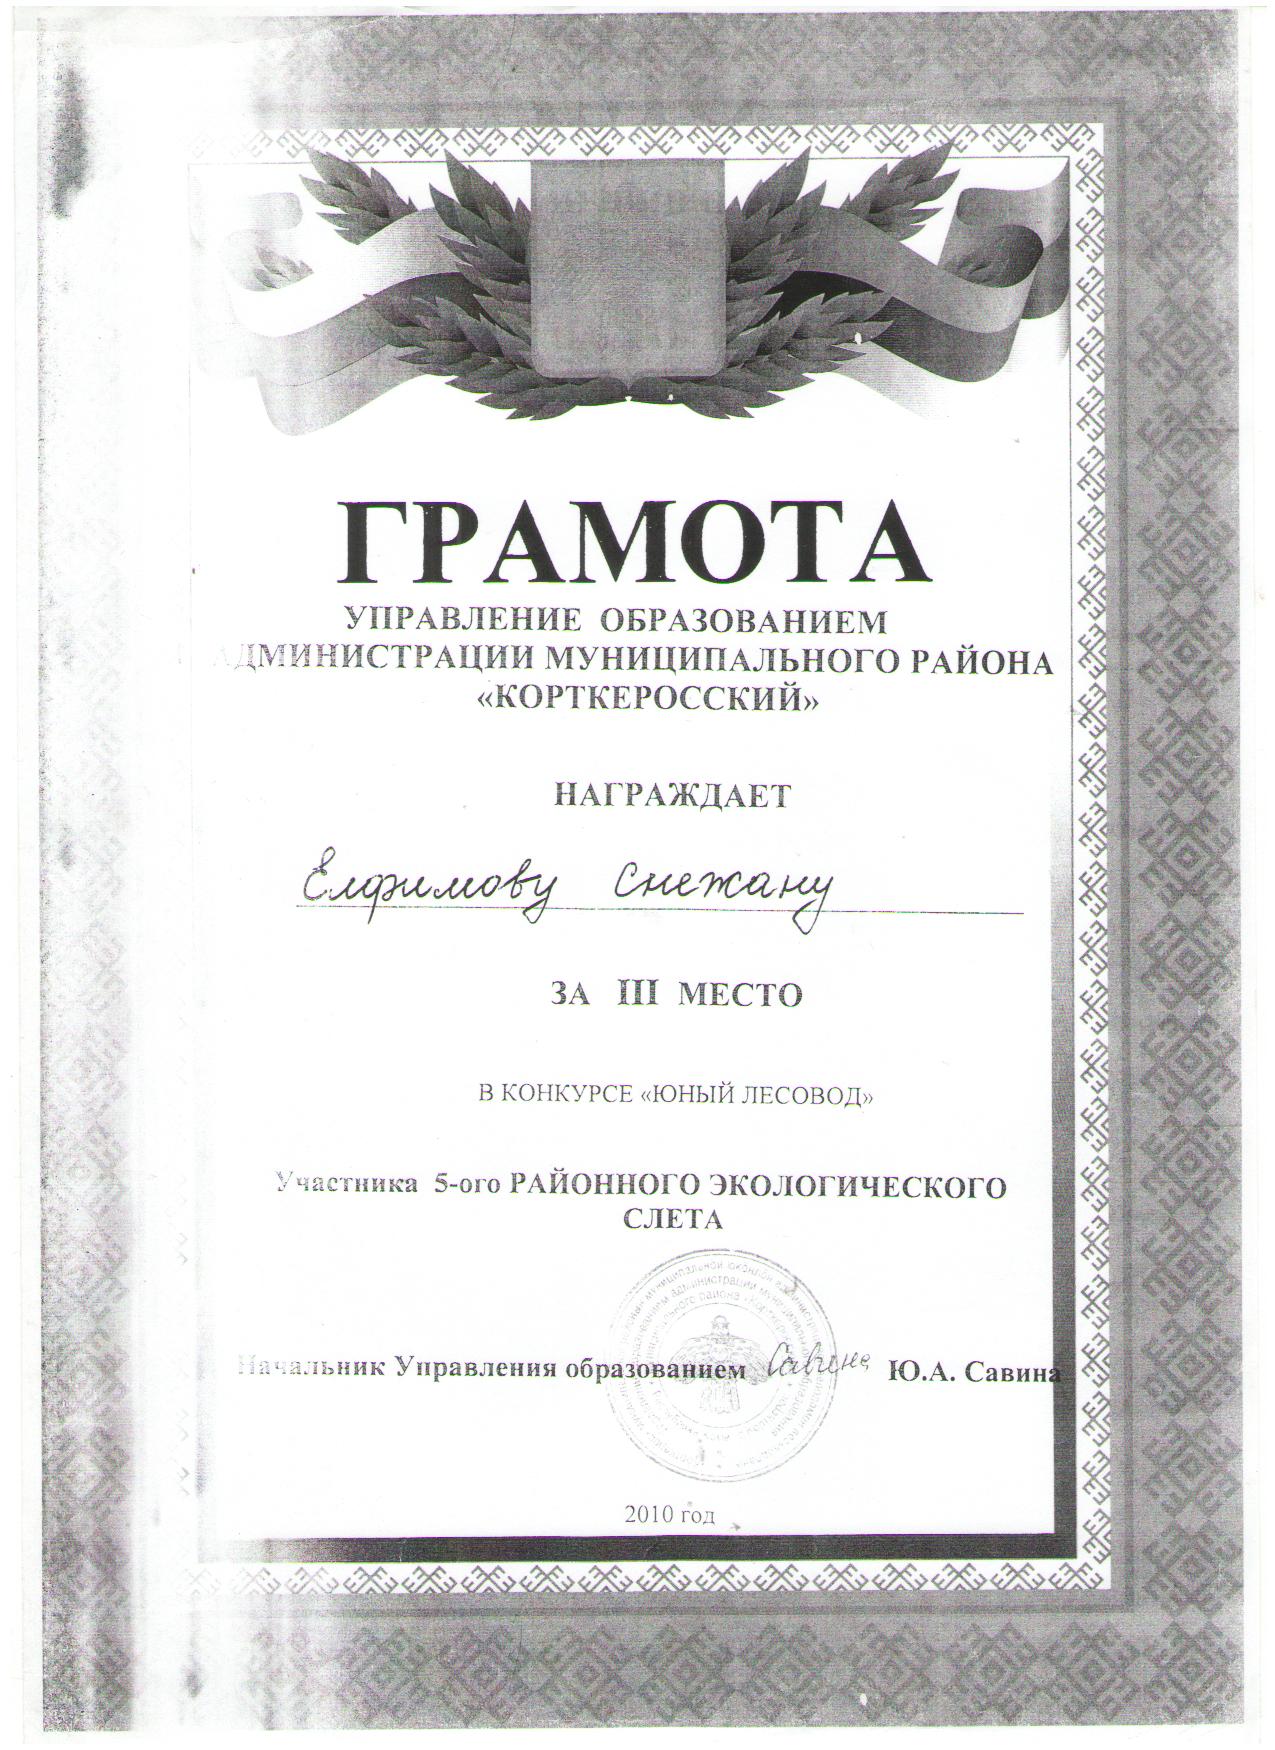 ГРАМОТА
УПРАВЛЕНИЕ ОБРАЗОВАНИЕМ
АДМИНИСТРАЦИИ МУНИЦИПАЛЬНОГО РАЙОНА
«КОРТКЕРОССКИЙ»
НАГРАЖДАЕТ
Елфимову Снежану
ЗА III МЕСТО
В КОНКУРСЕ «ЮНЫЙ ЛЕСОВОД»
Участника 5-ого РАЙОННОГО ЭКОЛОГИЧЕСКОГО
СЛЕТА
Начальник Управления образованием Савина Ю.А. Савина
2010 год